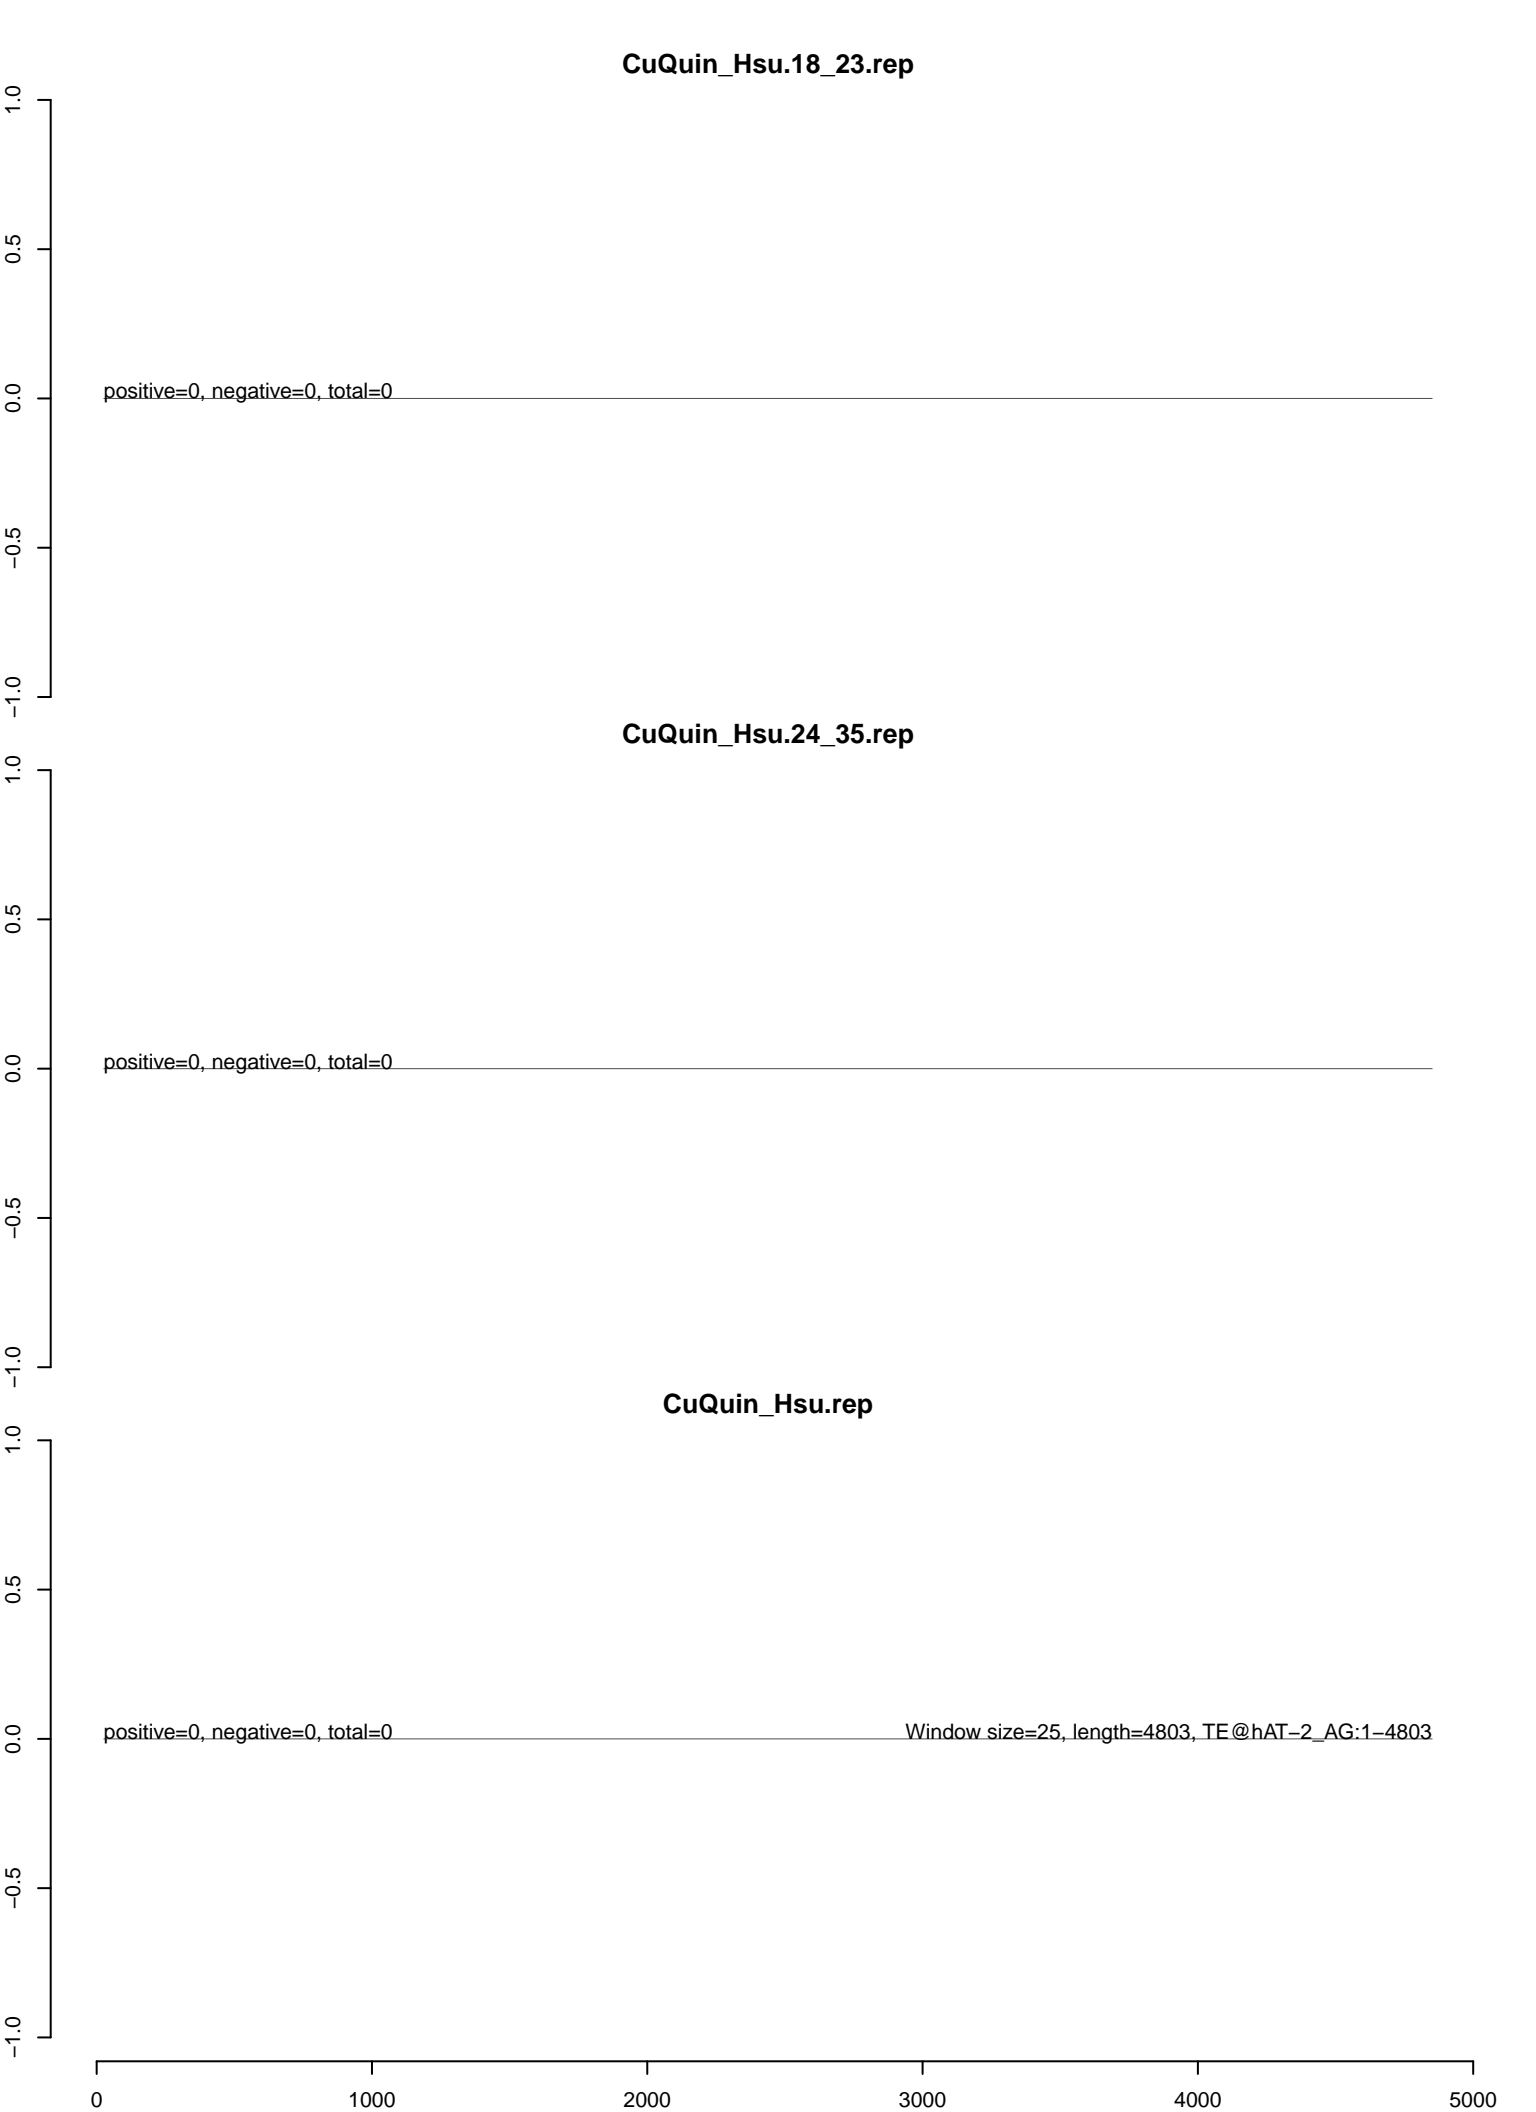 CuQuin_Hsu.18_23.rep
1.0
0.5
0.0
−0.5
−1.0
positive=0, negative=0, total=0
CuQuin_Hsu.24_35.rep
1.0
0.5
0.0
−0.5
−1.0
positive=0, negative=0, total=0
CuQuin_Hsu.rep
1.0
0.5
0.0
−0.5
−1.0
positive=0, negative=0, total=0
Window size=25, length=4803, TE@hAT−2_AG:1−4803
0 1000 2000 3000 4000 5000